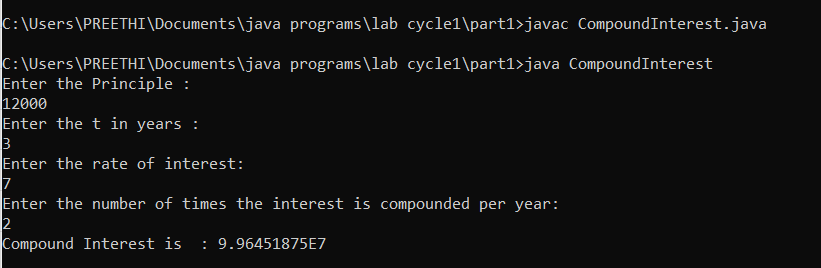 C:\Users\PREETHI\Documents\java programs\lab cycle1\part1>javac CompoundInterest.java
C:\Users\PREETHI\Documents\java programs\lab cycle1\part1>java CompoundInterest
Enter the Principle :
12000
Enter the t in years :
3
Enter the rate of interest:
7
Enter the number of times the interest is compounded per year:
2
Compound Interest is  : 9.96451875E7